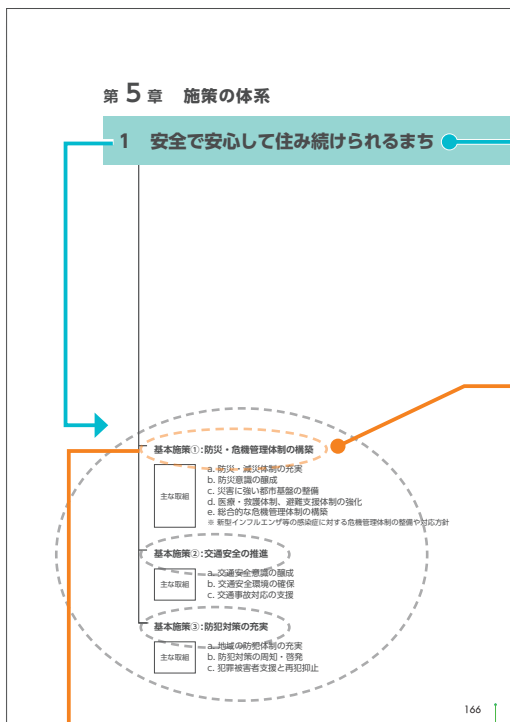 第 5 章 施策の体系
1 安全で安心して住み続けられるまち
基本施策①:防災・危機管理体制の構築
主な取組
a. 防災・減災体制の充実
b. 防災意識の醸成
c. 災害に強い都市基盤の整備
d. 医療・救護体制、避難支援体制の強化
e. 総合的な危機管理体制の構築
※ 新型インフルエンザ等の感染症に対する危機管理体制の整備や対応方針
基本施策②:交通安全の推進
主な取組
a. 交通安全意識の醸成
b. 交通安全環境の確保
c. 交通事故対応の支援
基本施策③:防犯対策の充実
主な取組
a. 地域の防犯体制の充実
b. 防犯対策の周知・啓発
c. 犯罪被害者支援と再犯抑止
166